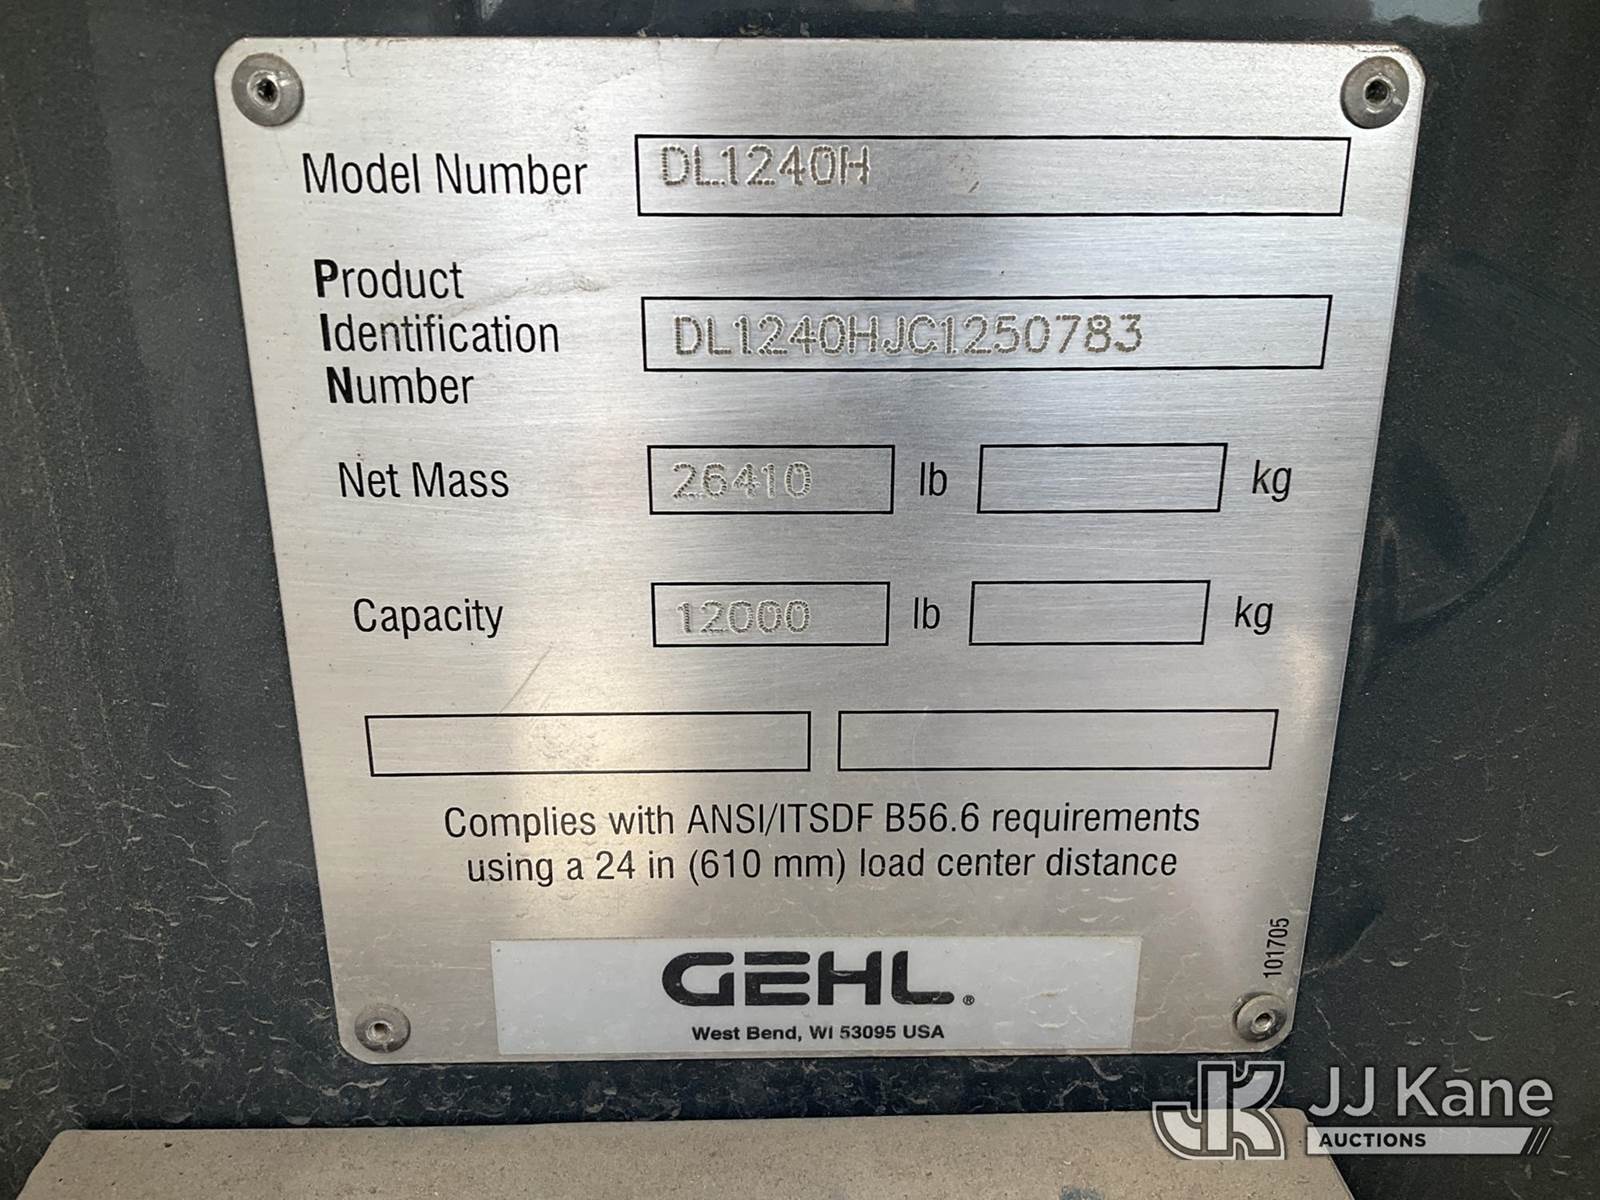 Model Number DL1240H
Product
Identification DL1240HJC1250783
Number
Net Mass 26410 lb kg
Capacity 12000 lb kg
Complies with ANSI/ITSDF B56.6 requirements
using a 24 in (610 mm) load center distance
101705
GEHL®
West Bend, WI 53095 USA
JK JJ Kane
AUCTIONS